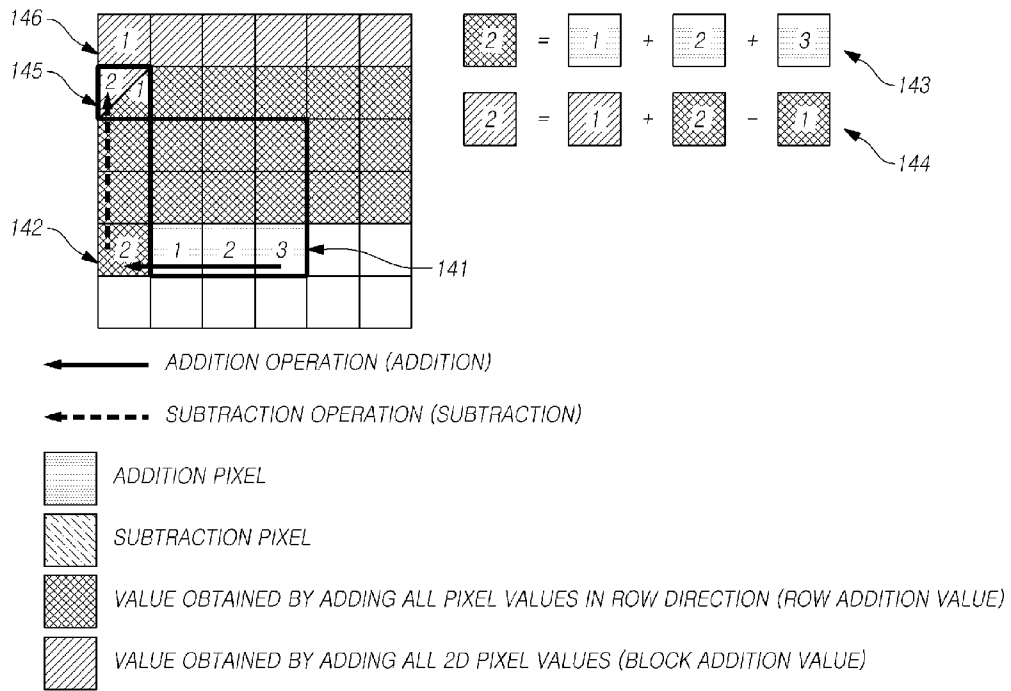 146
1
2 = 1 + 2 + 3
143
145
2 1
2 = 1 + 2 - 1
144
142
2 1 2 3
141
ADDITION OPERATION (ADDITION)
SUBTRACTION OPERATION (SUBTRACTION)
ADDITION PIXEL
SUBTRACTION PIXEL
VALUE OBTAINED BY ADDING ALL PIXEL VALUES IN ROW DIRECTION (ROW ADDITION VALUE)
VALUE OBTAINED BY ADDING ALL 2D PIXEL VALUES (BLOCK ADDITION VALUE)